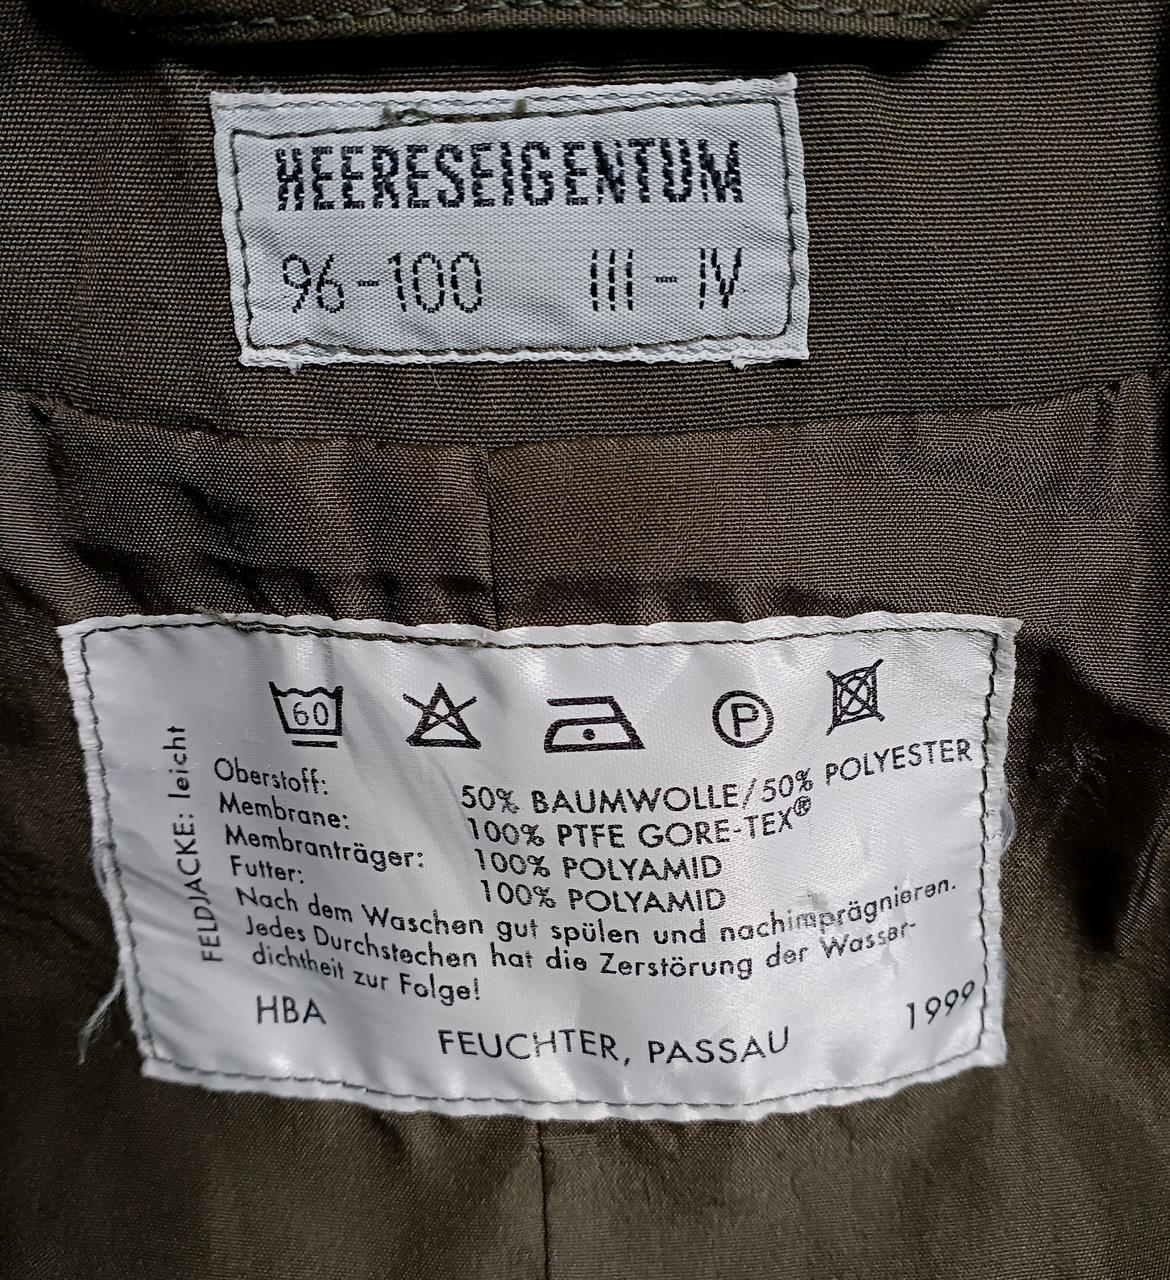 HEERESEIGENTUM
96-100 III-IV
60
P
FELDJACKE: leicht
Oberstoff: 50% BAUMWOLLE/50% POLYESTER
Membrane: 100% PTFE GORE-TEX®
Membranträger: 100% POLYAMID
Futter: 100% POLYAMID
Nach dem Waschen gut spülen und nachimprägnieren.
Jedes Durchstechen hat die Zerstörung der Wasser-
dichtheit zur Folge!
HBA FEUCHTER, PASSAU 1999